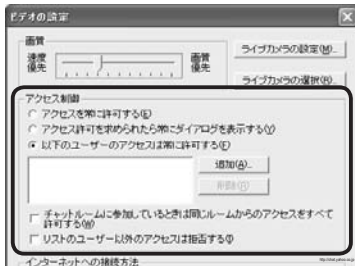 ビデオの設定
画質
速度優先
画質優先
ライブカメラの設定(M)...
ライブカメラの選択(R)...
アクセス制御
アクセスを常に許可する(E)
アクセス許可を求められたら常にダイアログを表示する(Y)
以下のユーザーのアクセスは常に許可する(F)
追加(A)...
削除(R)
チャットルームに参加しているときは同じルームからのアクセスをすべて
許可する(W)
リストのユーザー以外のアクセスは拒否する(I)
インターネットへの接続方法